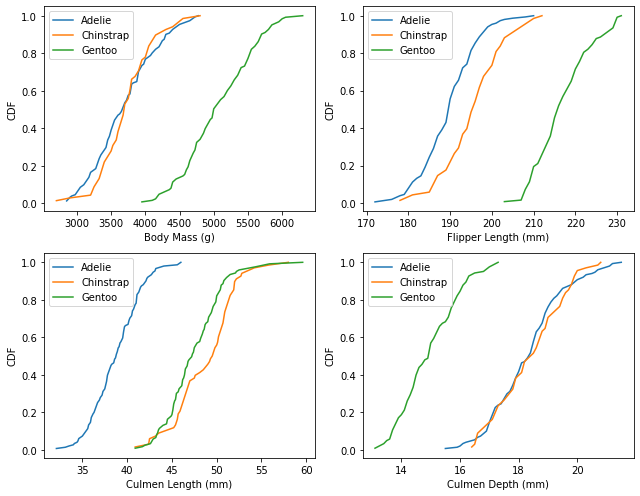 1.0
0.8
0.6
0.4
0.2
0.0
CDF
Adelie
Chinstrap
Gentoo
3000 3500 4000 4500 5000 5500 6000
Body Mass (g)
1.0
0.8
0.6
0.4
0.2
0.0
CDF
Adelie
Chinstrap
Gentoo
170 180 190 200 210 220 230
Flipper Length (mm)
1.0
0.8
0.6
0.4
0.2
0.0
CDF
Adelie
Chinstrap
Gentoo
35 40 45 50 55 60
Culmen Length (mm)
1.0
0.8
0.6
0.4
0.2
0.0
CDF
Adelie
Chinstrap
Gentoo
14 16 18 20
Culmen Depth (mm)